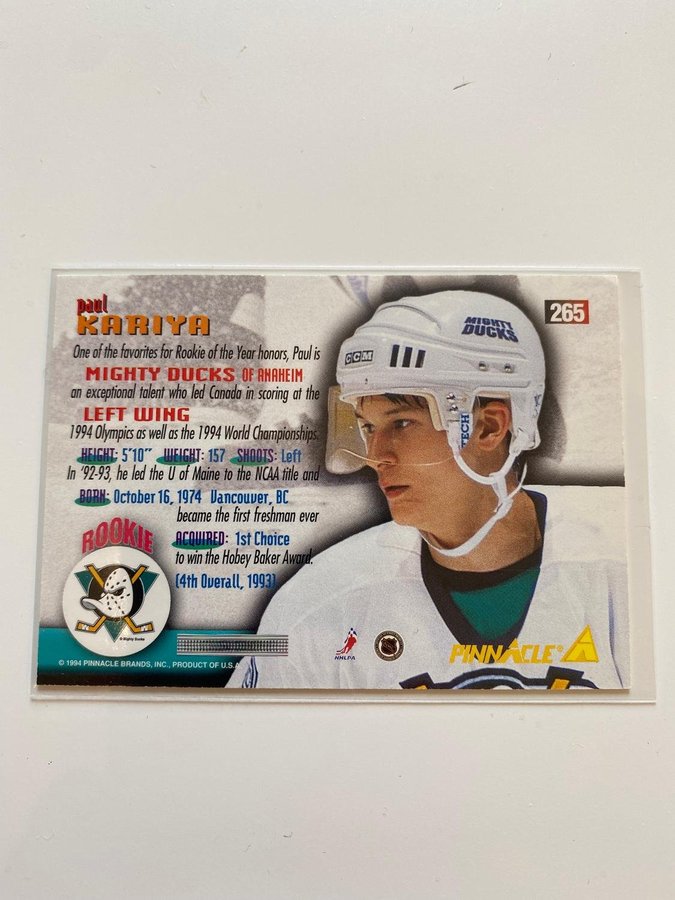 paul
KARIYA
265
One of the favorites for Rookie of the Year honors, Paul is
MIGHTY DUCKS OF ANAHEIM
an exceptional talent who led Canada in scoring at the
LEFT WING
1994 Olympics as well as the 1994 World Championships.
HEIGHT: 5'10" WEIGHT: 157 SHOOTS: Left
In '92-93, he led the U of Maine to the NCAA title and
BORN: October 16, 1974 Vancouver, BC
became the first freshman ever
ACQUIRED: 1st Choice
to win the Hobey Baker Award.
(4th Overall, 1993)
ROOKIE
© Mighty Ducks
© 1994 PINNACLE BRANDS, INC., PRODUCT OF U.S.A.
NHLPA
PINNACLE®
MIGHTY
DUCKS
CCM
TECH